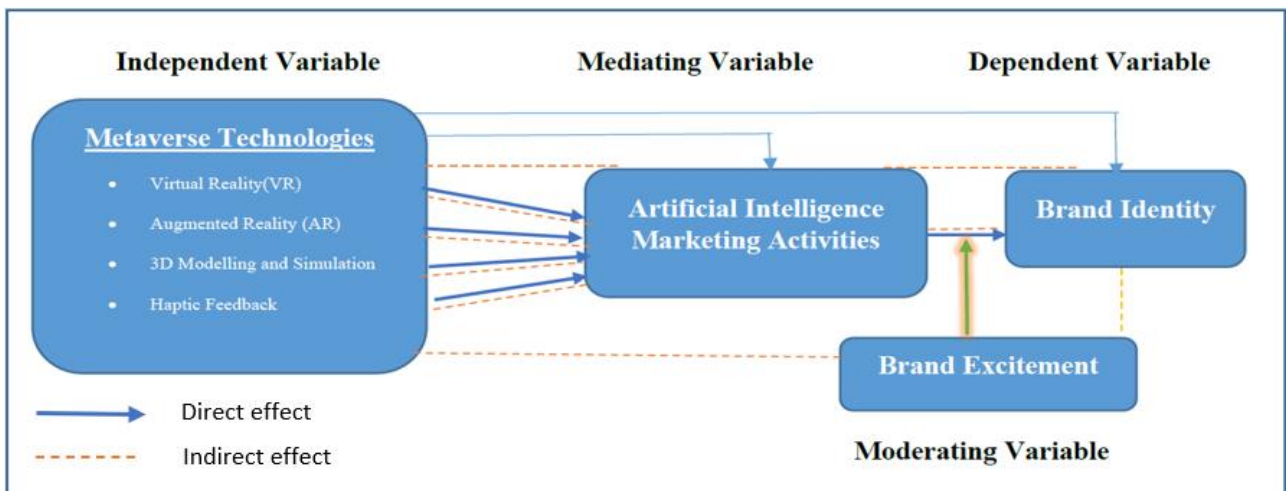 Independent Variable
Mediating Variable
Dependent Variable
Metaverse Technologies
• Virtual Reality(VR)
• Augmented Reality (AR)
• 3D Modelling and Simulation
• Haptic Feedback
Artificial Intelligence
Marketing Activities
Brand Identity
Brand Excitement
Moderating Variable
Direct effect
Indirect effect